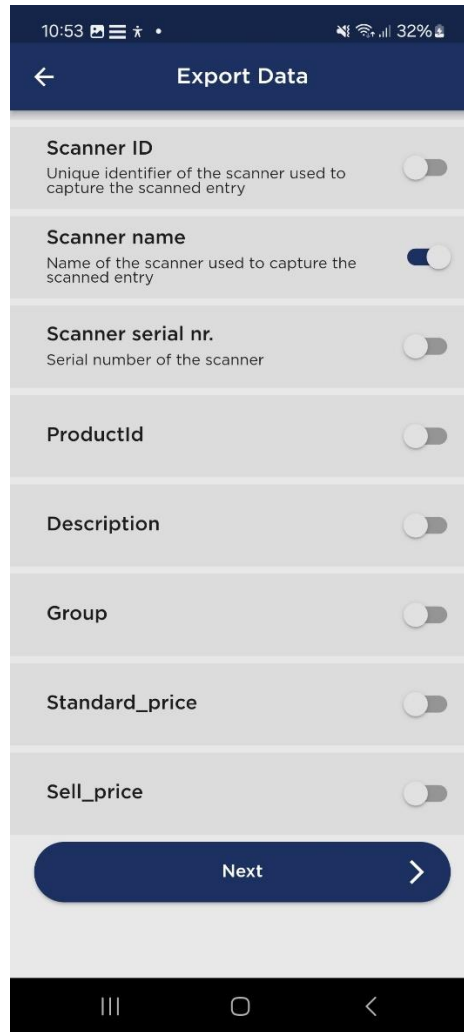 10:53
32%
Export Data
Scanner ID
Unique identifier of the scanner used to
capture the scanned entry
Scanner name
Name of the scanner used to capture the
scanned entry
Scanner serial nr.
Serial number of the scanner
ProductId
Description
Group
Standard_price
Sell_price
Next